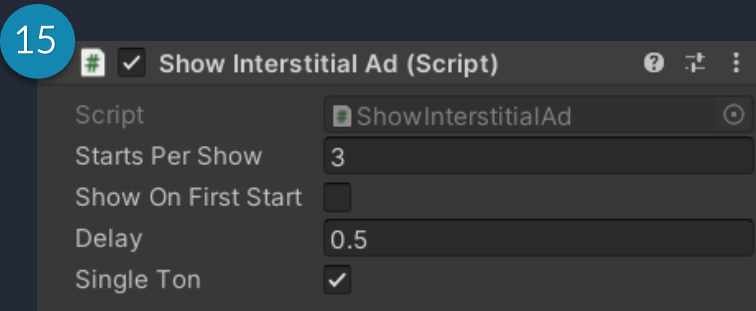 15
# Show Interstitial Ad (Script)
Script # ShowInterstitialAd
Starts Per Show 3
Show On First Start
Delay 0.5
Single Ton